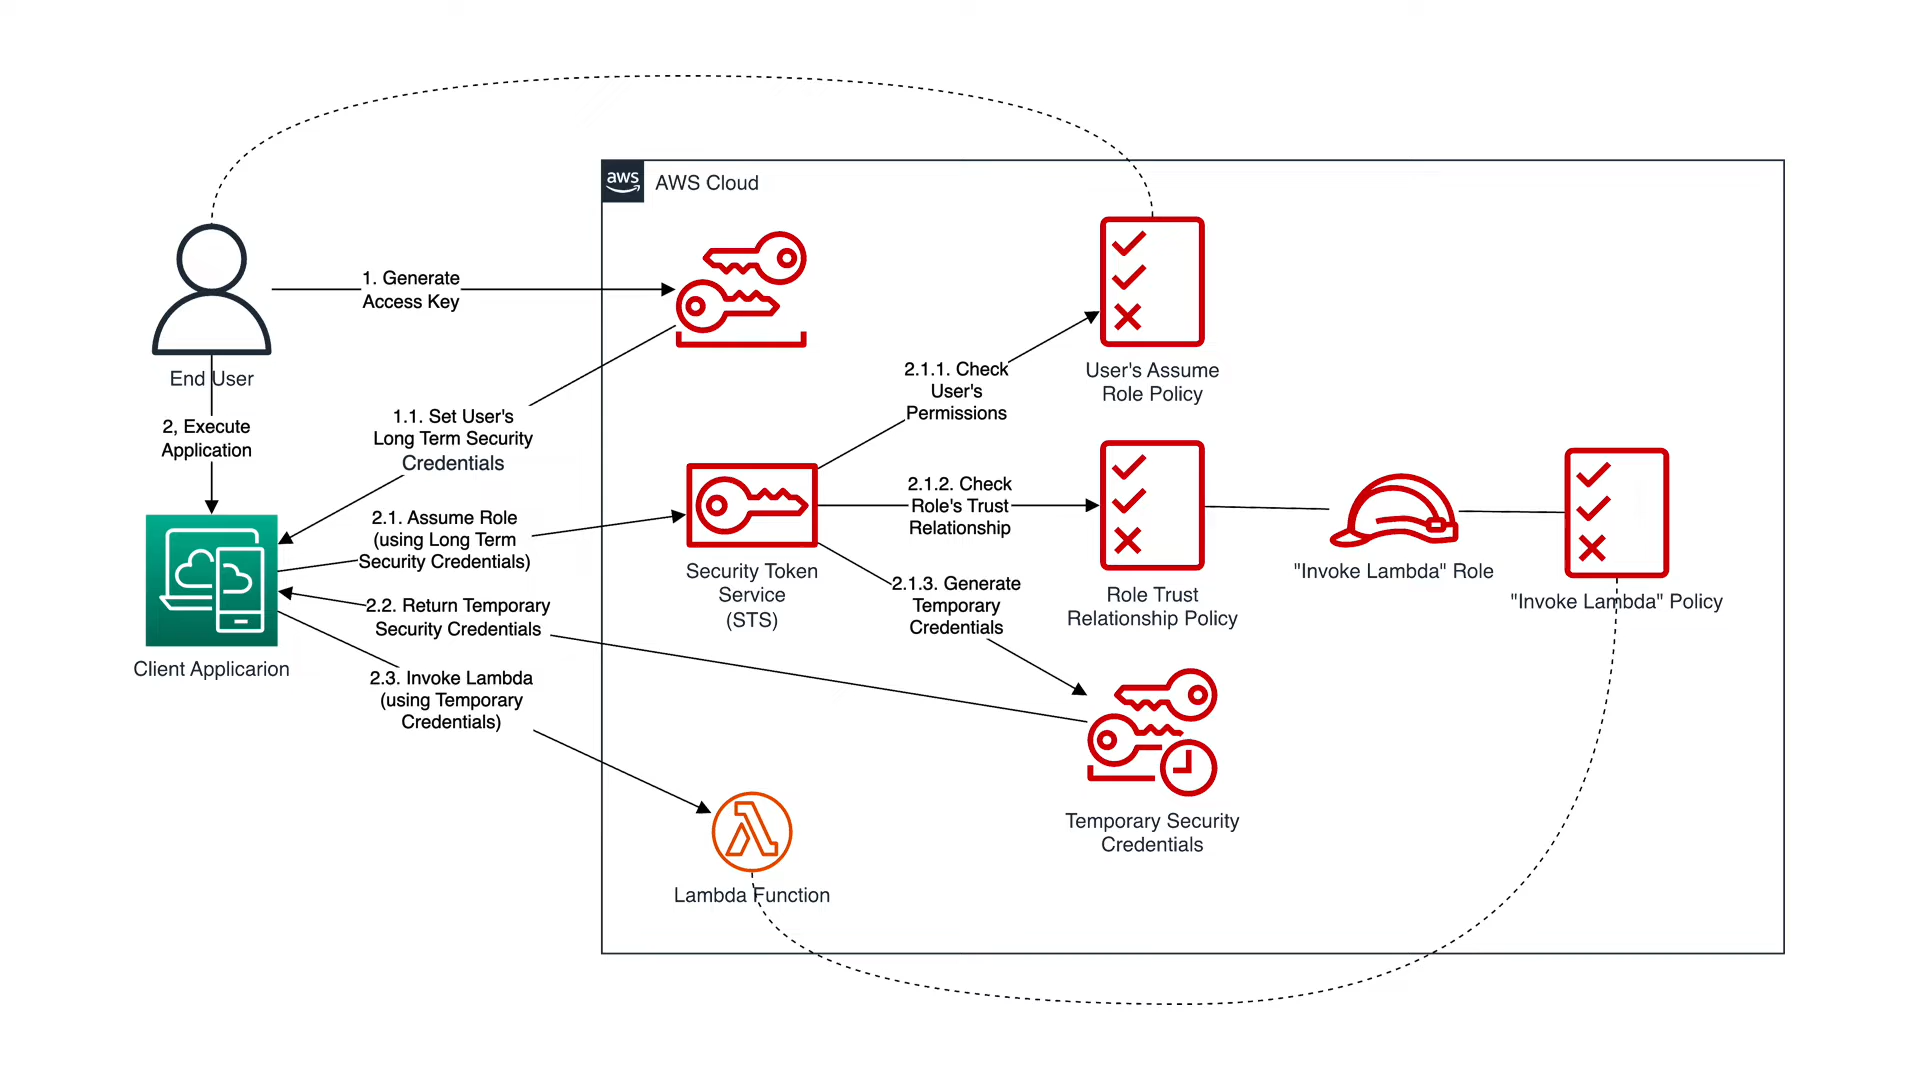 aws
AWS Cloud
1. Generate
Access Key
End User
2, Execute
Application
1.1. Set User's
Long Term Security
Credentials
2.1. Assume Role
(using Long Term
Security Credentials)
2.2. Return Temporary
Security Credentials
Client Applicarion
2.3. Invoke Lambda
(using Temporary
Credentials)
2.1.1. Check
User's
Permissions
User's Assume
Role Policy
Security Token
Service
(STS)
2.1.2. Check
Role's Trust
Relationship
2.1.3. Generate
Temporary
Credentials
Role Trust
Relationship Policy
"Invoke Lambda" Role
"Invoke Lambda" Policy
Temporary Security
Credentials
Lambda Function